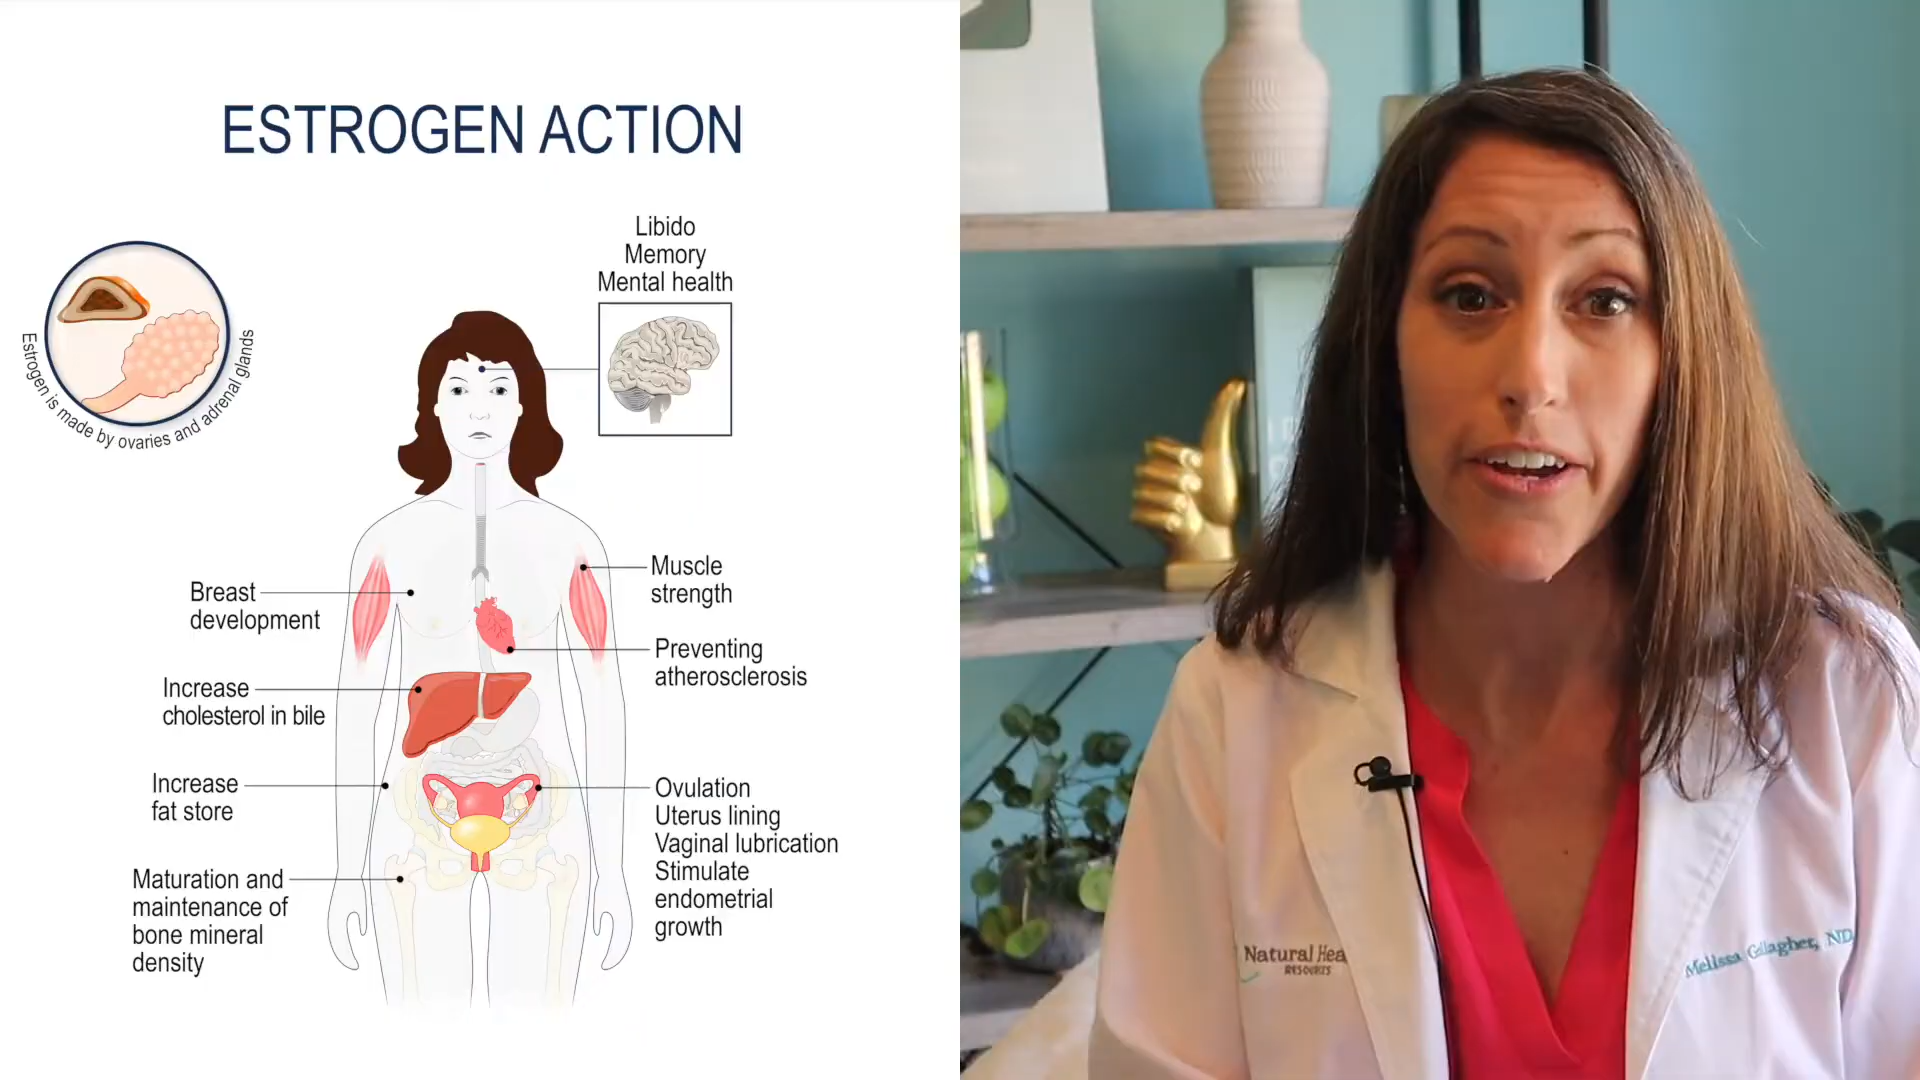 ESTROGEN ACTION
Libido
Memory
Mental health
Estrogen is made by ovaries and adrenal glands
Breast
development
Muscle
strength
Preventing
atherosclerosis
Increase
cholesterol in bile
Increase
fat store
Ovulation
Uterus lining
Vaginal lubrication
Stimulate
endometrial
growth
Maturation and
maintenance of
bone mineral
density
Natural Hea
RESOURCES
Melissa Gallagher, ND